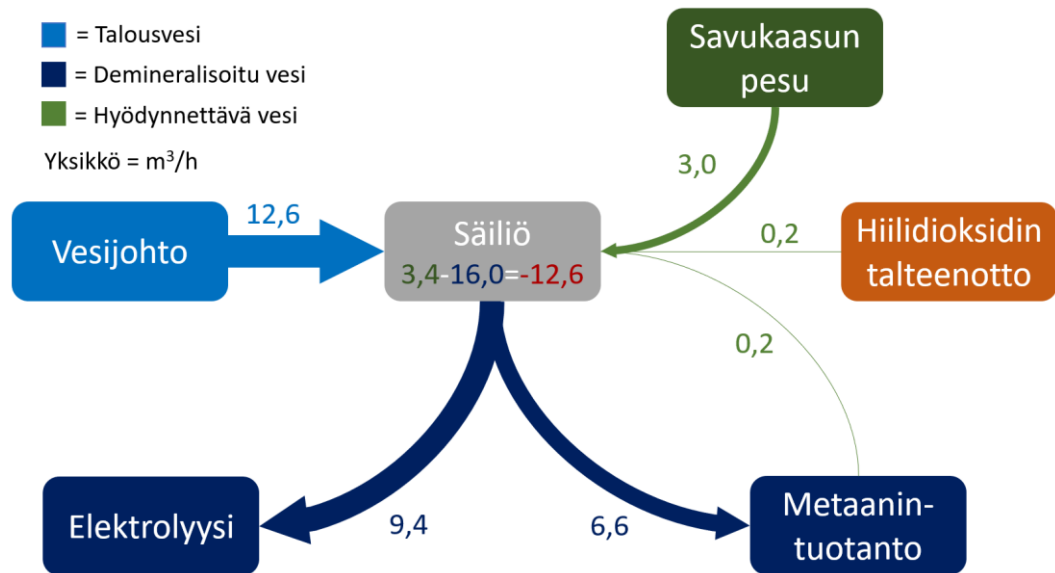 = Talousvesi
= Demineralisoitu vesi
= Hyödynnettävä vesi
Yksikkö = m³/h
Savukaasun
pesu
3,0
12,6
Vesijohto
Säiliö
3,4-16,0=-12,6
0,2
Hiilidioksidin
talteenotto
0,2
Elektrolyysi
9,4
6,6
Metaanin-
tuotanto